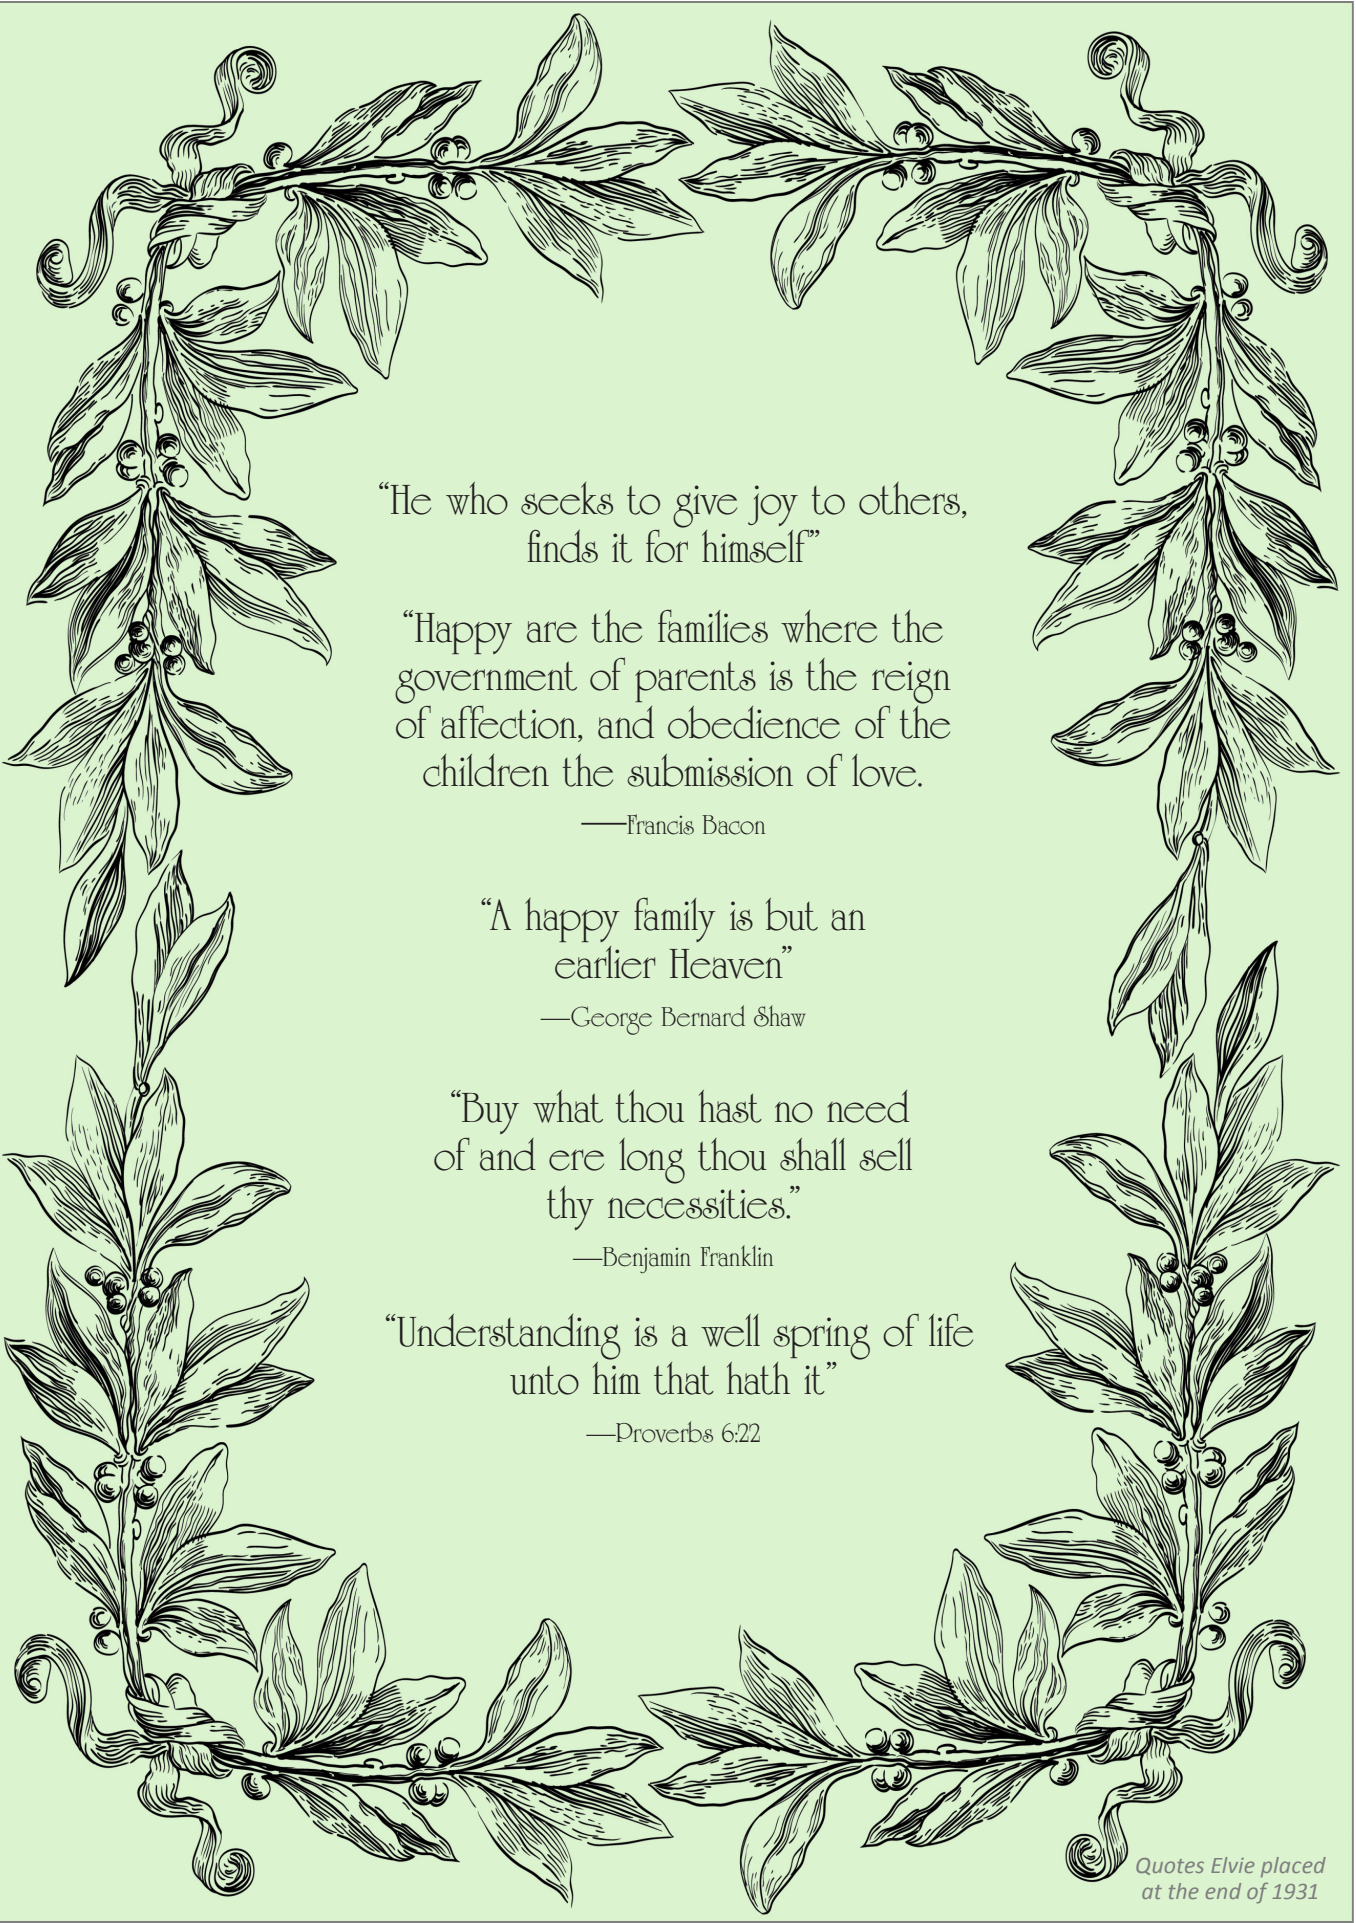 “He who seeks to give joy to others,
finds it for himself”
“Happy are the families where the
government of parents is the reign
of affection, and obedience of the
children the submission of love.
——Francis Bacon
“A happy family is but an
earlier Heaven”
—George Bernard Shaw
“Buy what thou hast no need
of and ere long thou shall sell
thy necessities.”
—Benjamin Franklin
“Understanding is a well spring of life
unto him that hath it”
—Proverbs 6:22
Quotes Elvie placed
at the end of 1931